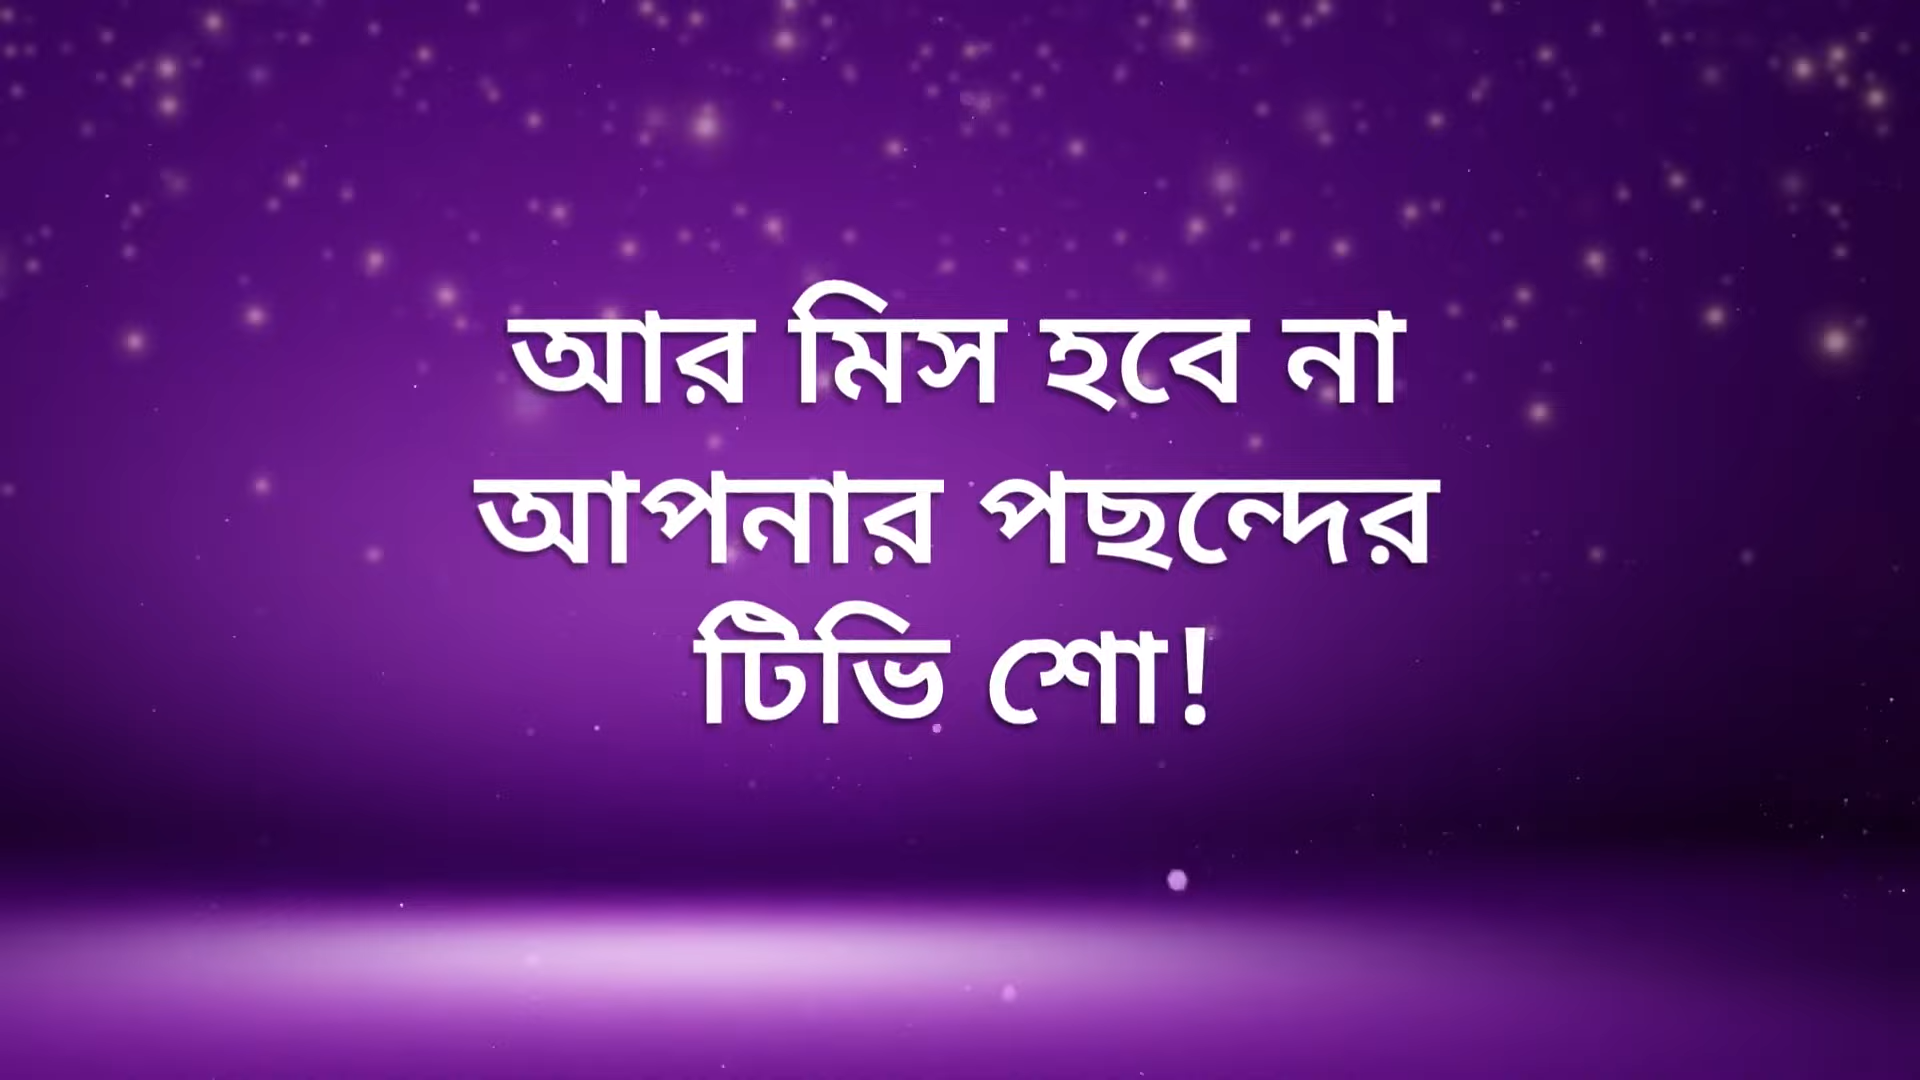 আর মিস হবে না
আপনার পছন্দের
টিভি শো!